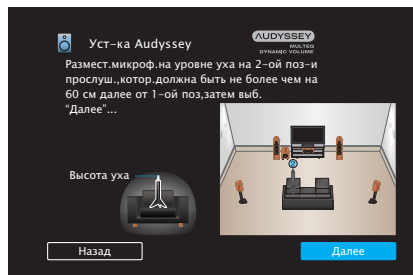 Уст-ка Audyssey
AUDYSSEY
MULTEQ
DYNAMIC VOLUME
Размест.микроф.на уровне уха на 2-ой поз-и
прослуш.,котор.должна быть не более чем на
60 см далее от 1-ой поз,затем выб.
“Далее”...
Высота уха
2
Назад
Далее